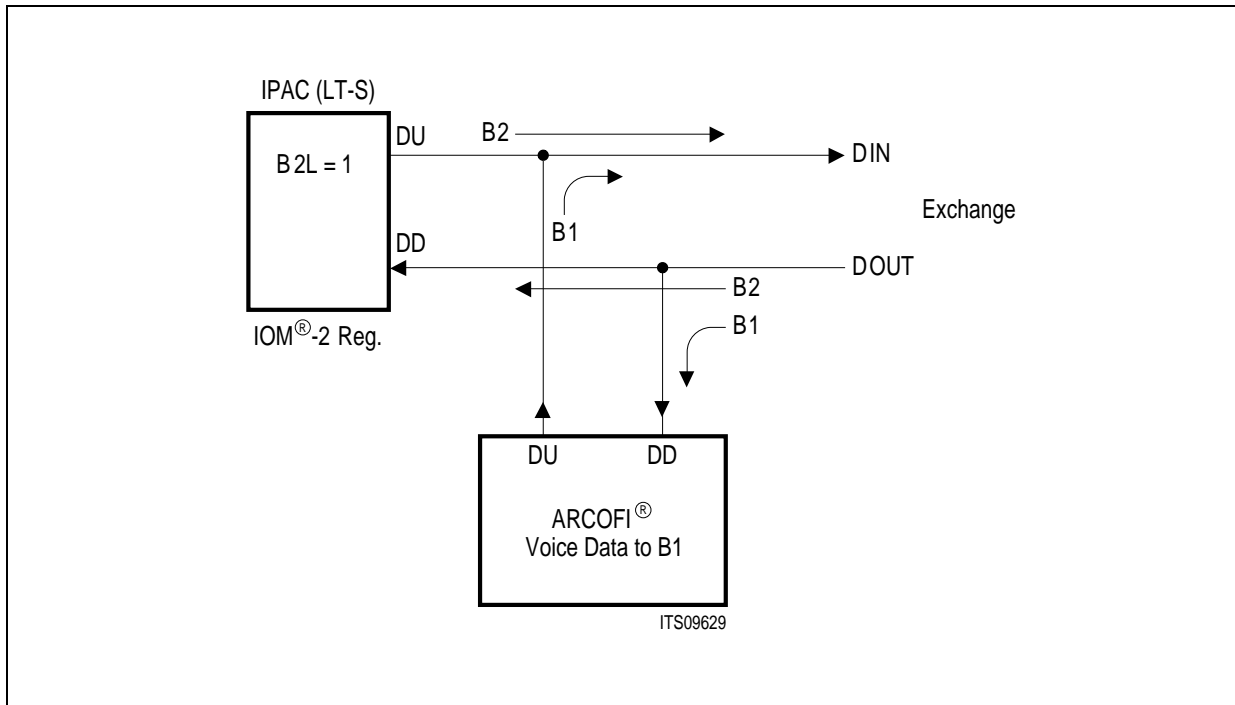 IPAC (LT-S)
B2L = 1
DU
B2
DIN
B1
Exchange
DD
DOUT
B2
B1
IOM®-2 Reg.
DU
DD
ARCOFI®
Voice Data to B1
ITS09629